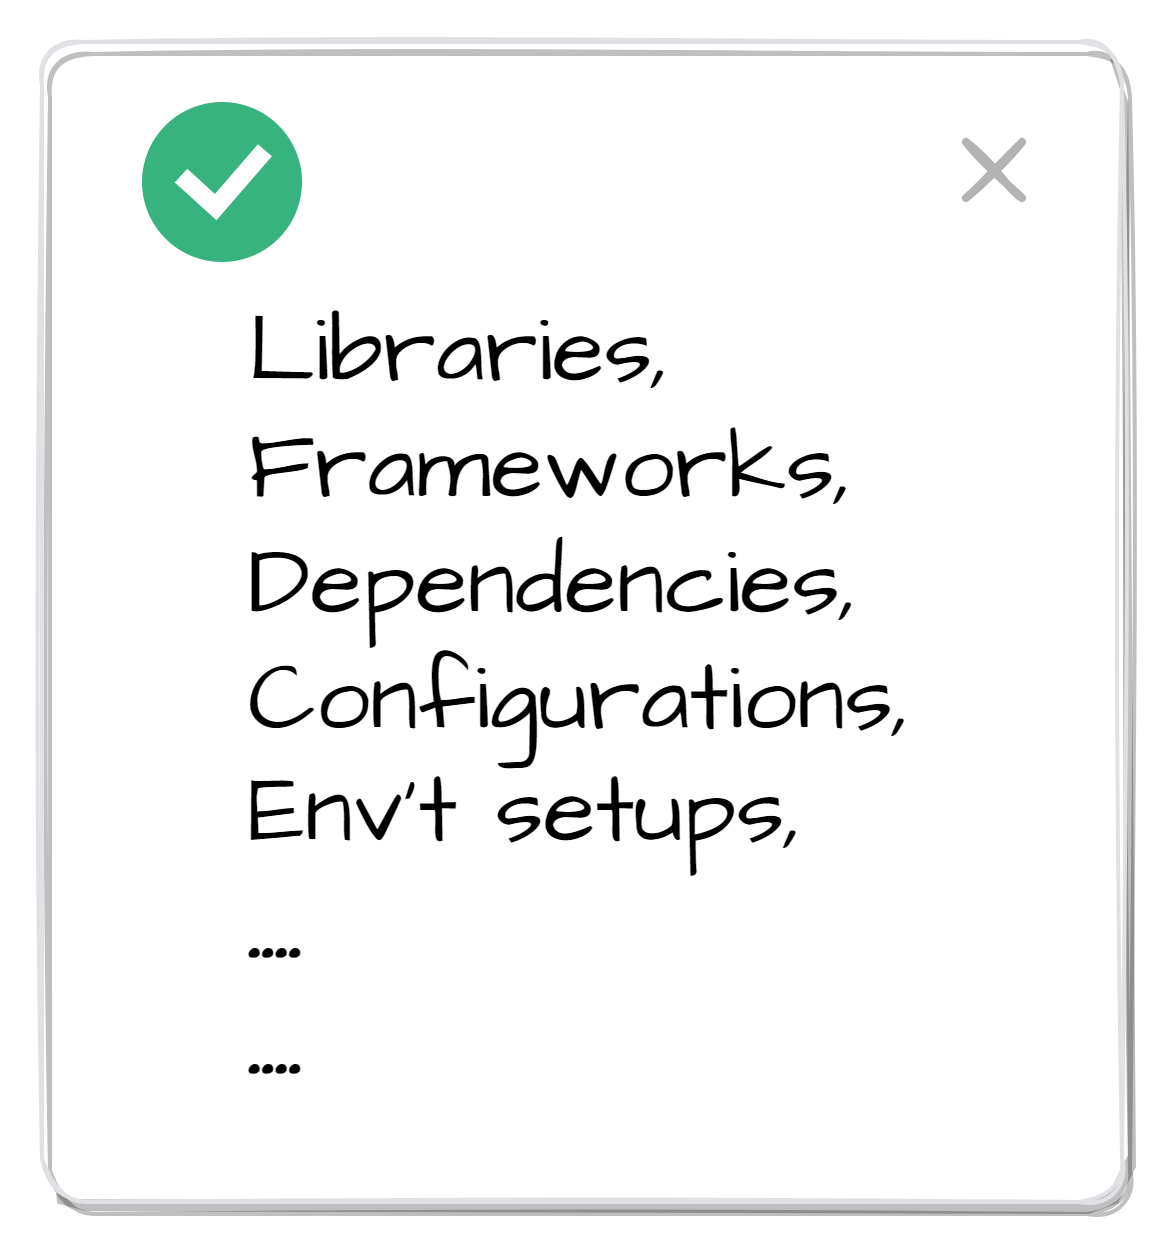 Libraries,
Frameworks,
Dependencies,
Configurations,
Env't setups,
....
....